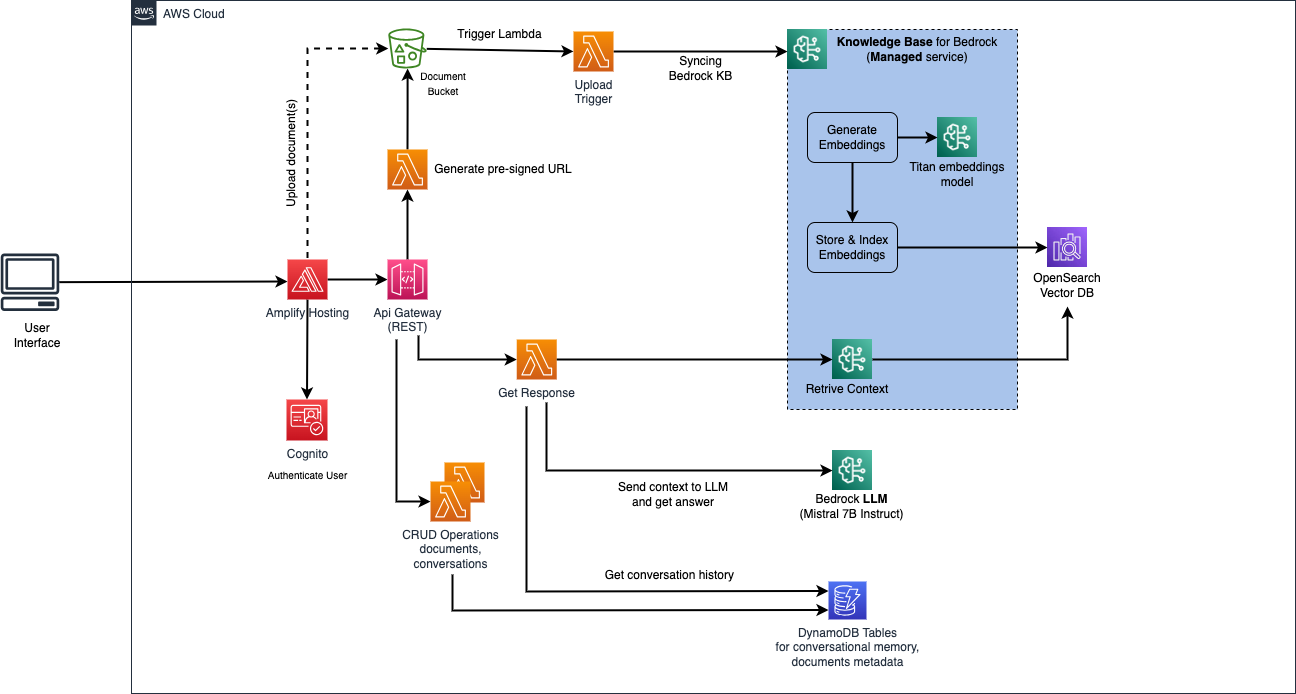 aws
AWS Cloud
Trigger Lambda
Document
Bucket
Upload
Trigger
Syncing
Bedrock KB
Knowledge Base for Bedrock
(Managed service)
Upload document(s)
Generate pre-signed URL
Generate
Embeddings
Titan embeddings
model
Store & Index
Embeddings
OpenSearch
Vector DB
User
Interface
Amplify Hosting
Api Gateway
(REST)
Get Response
Retrive Context
Cognito
Authenticate User
Send context to LLM
and get answer
Bedrock LLM
(Mistral 7B Instruct)
CRUD Operations
documents,
conversations
Get conversation history
DynamoDB Tables
for conversational memory,
documents metadata